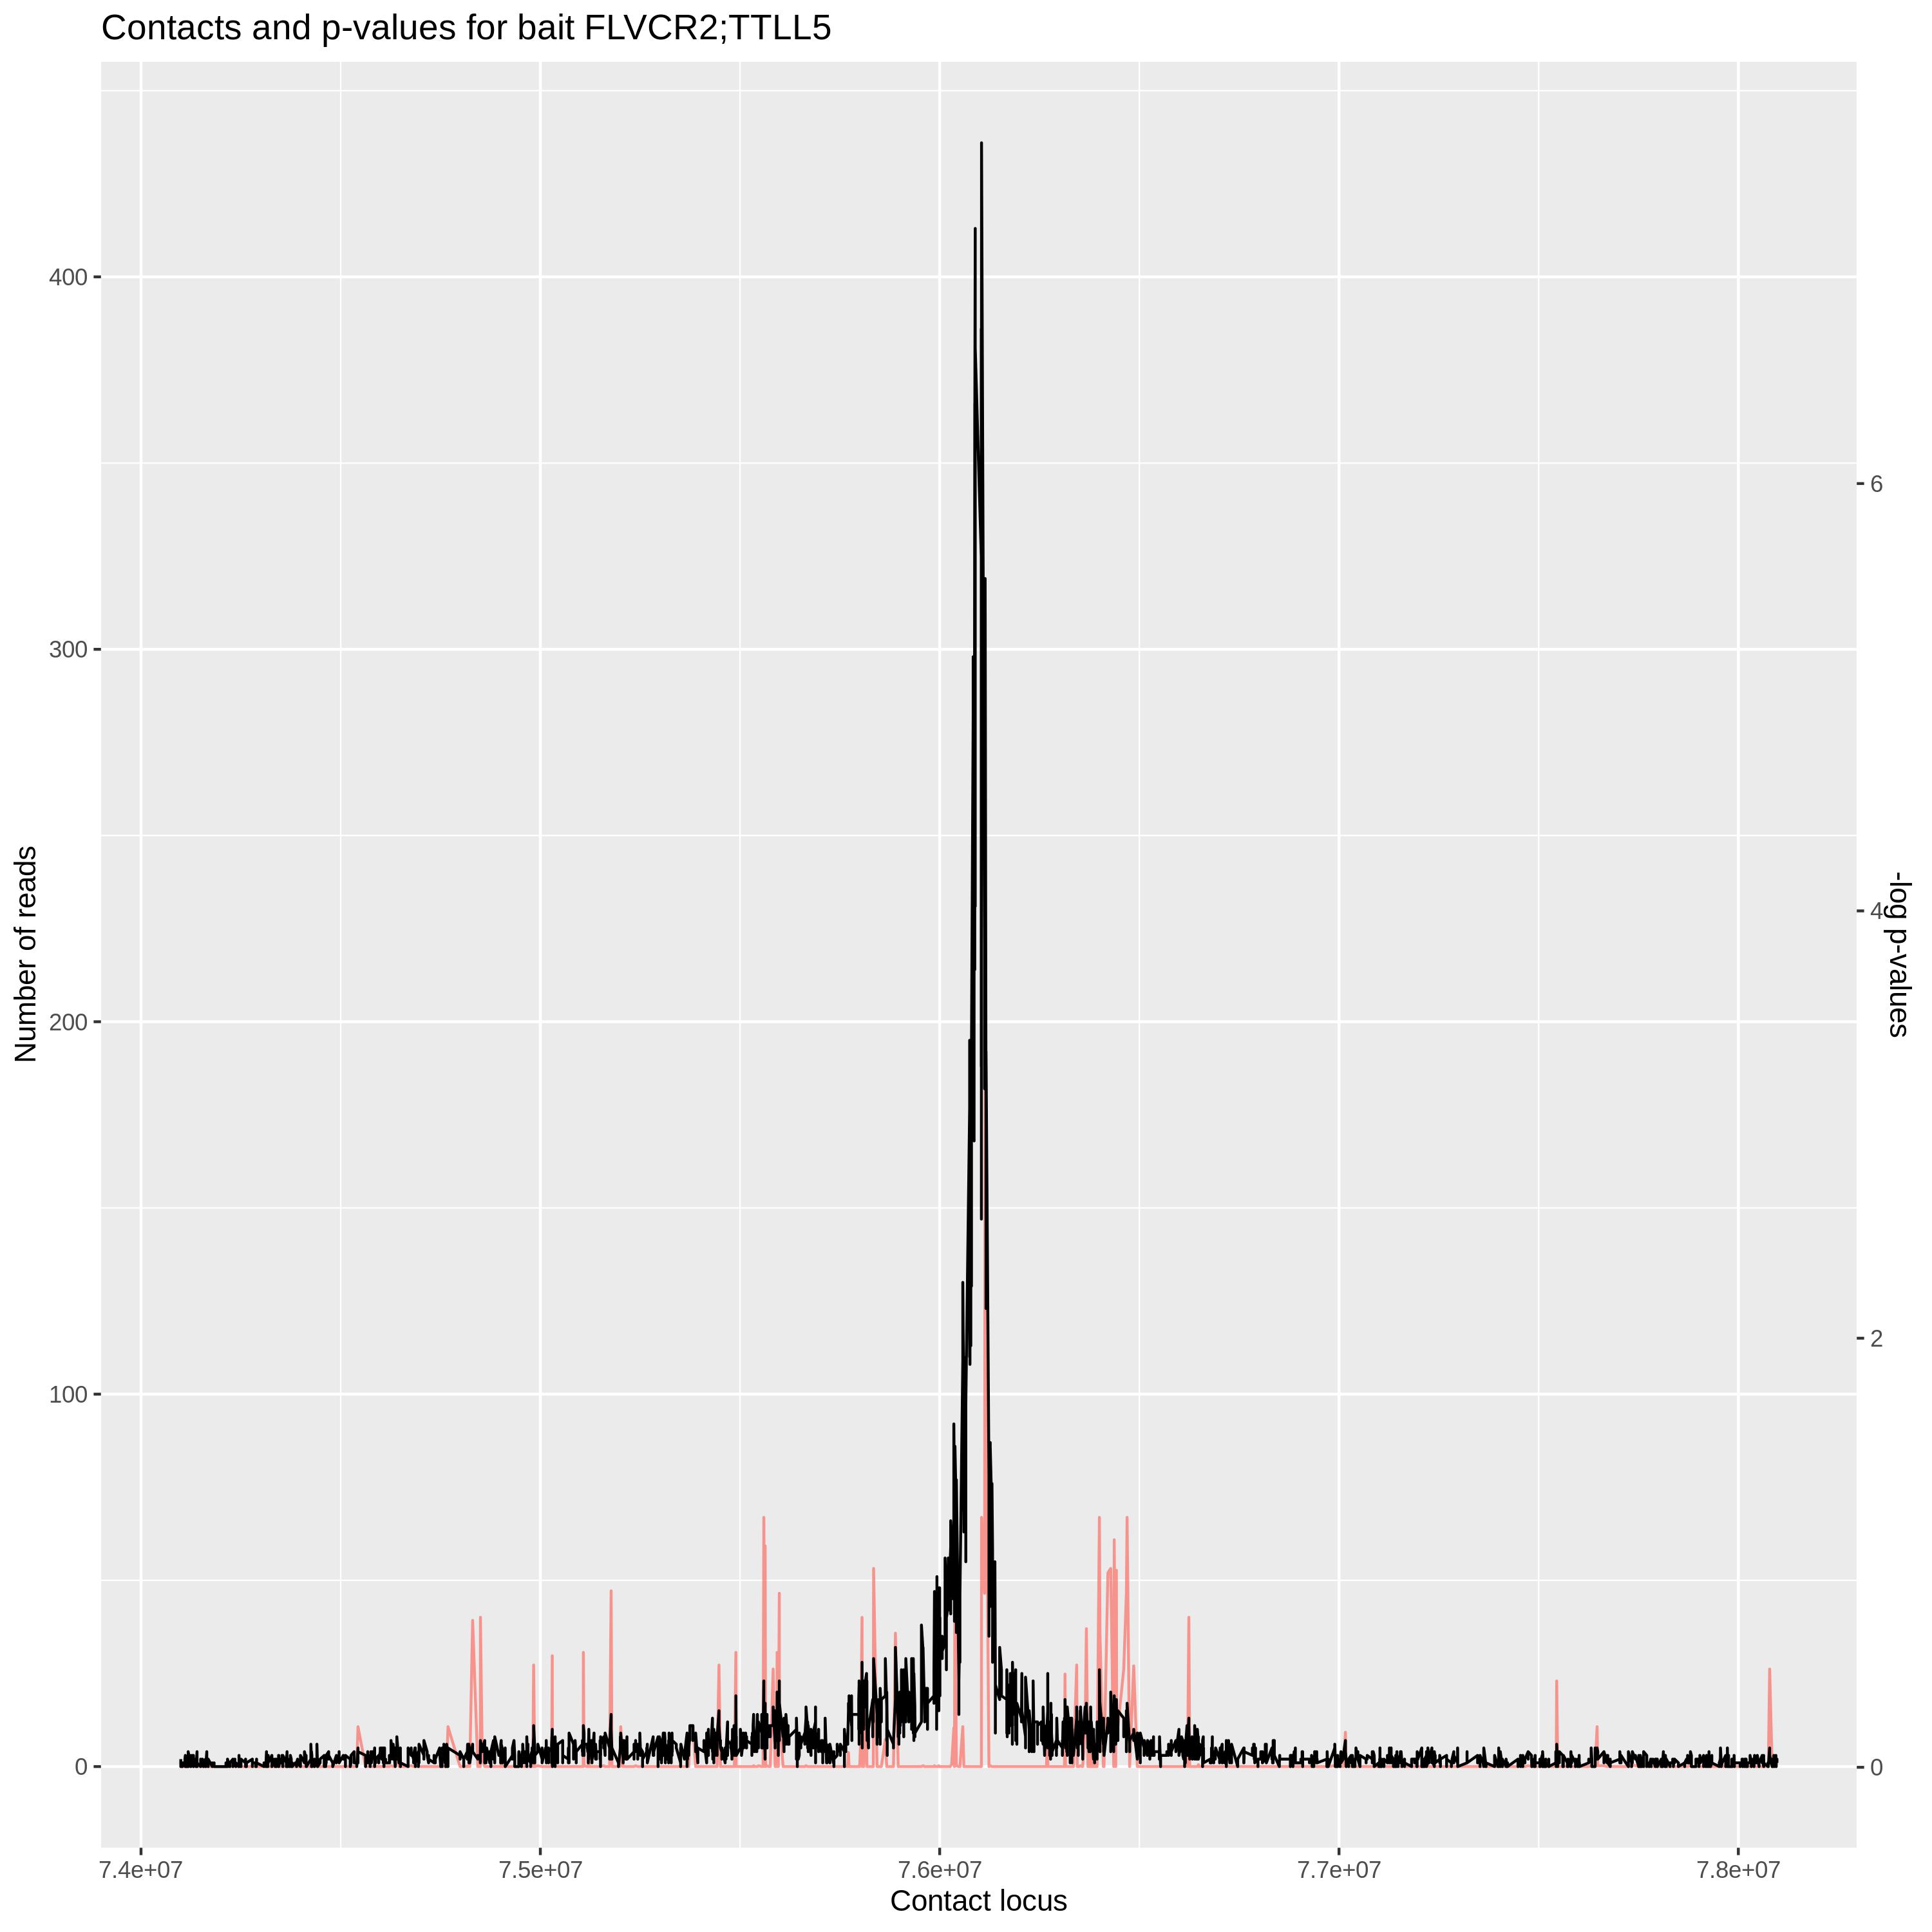 Contacts and p-values for bait FLVCR2;TTLL5
400
300
200
100
0
Number of reads
6
4
2
0
-log p-values
7.4e+07
7.5e+07
7.6e+07
7.7e+07
7.8e+07
Contact locus